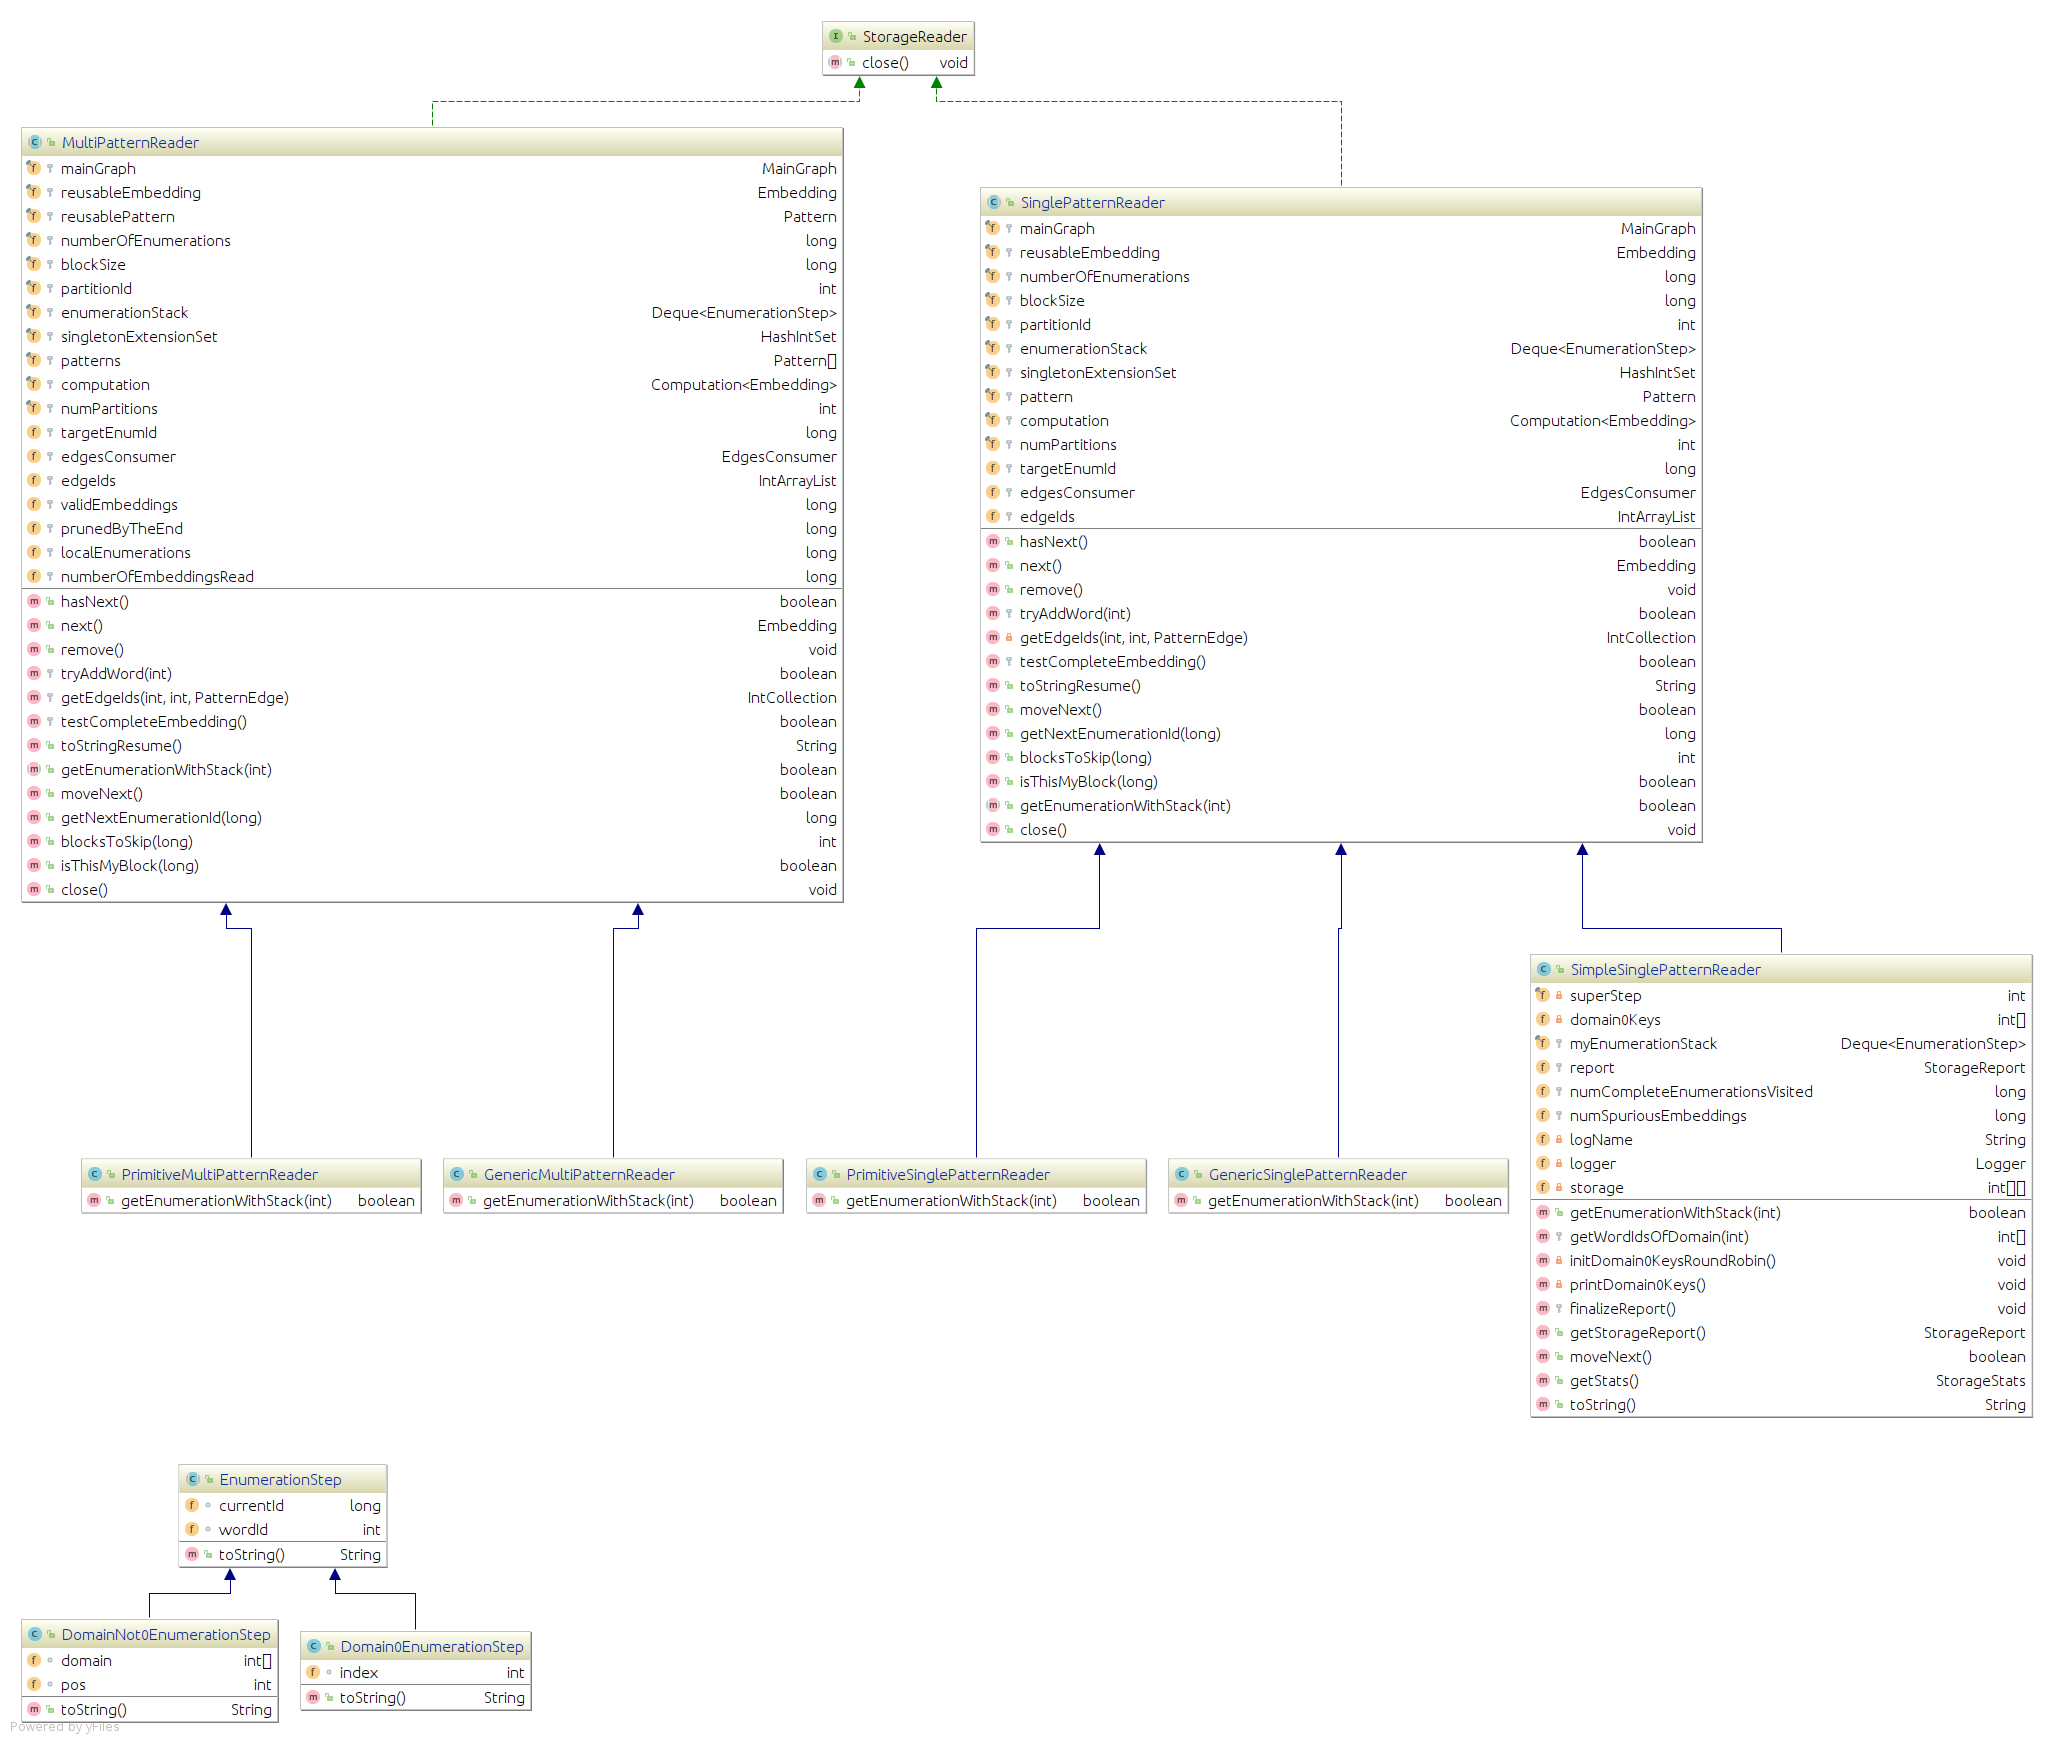 StorageReader
close() void
MultiPatternReader
mainGraph MainGraph
reusableEmbedding Embedding
reusablePattern Pattern
numberOfEnumerations long
blockSize long
partitionId int
enumerationStack Deque<EnumerationStep>
singletonExtensionSet HashIntSet
patterns Pattern[]
computation Computation<Embedding>
numPartitions int
targetEnumId long
edgesConsumer EdgesConsumer
edgeIds IntArrayList
validEmbeddings long
prunedByTheEnd long
localEnumerations long
numberOfEmbeddingsRead long
hasNext() boolean
next() Embedding
remove() void
tryAddWord(int) boolean
getEdgeIds(int, int, PatternEdge) IntCollection
testCompleteEmbedding() boolean
toStringResume() String
getEnumerationWithStack(int) boolean
moveNext() boolean
getNextEnumerationId(long) long
blocksToSkip(long) int
isThisMyBlock(long) boolean
close() void
SinglePatternReader
mainGraph MainGraph
reusableEmbedding Embedding
numberOfEnumerations long
blockSize long
partitionId int
enumerationStack Deque<EnumerationStep>
singletonExtensionSet HashIntSet
pattern Pattern
computation Computation<Embedding>
numPartitions int
targetEnumId long
edgesConsumer EdgesConsumer
edgeIds IntArrayList
hasNext() boolean
next() Embedding
remove() void
tryAddWord(int) boolean
getEdgeIds(int, int, PatternEdge) IntCollection
testCompleteEmbedding() boolean
toStringResume() String
moveNext() boolean
getNextEnumerationId(long) long
blocksToSkip(long) int
isThisMyBlock(long) boolean
getEnumerationWithStack(int) boolean
close() void
PrimitiveMultiPatternReader
getEnumerationWithStack(int) boolean
GenericMultiPatternReader
getEnumerationWithStack(int) boolean
PrimitiveSinglePatternReader
getEnumerationWithStack(int) boolean
GenericSinglePatternReader
getEnumerationWithStack(int) boolean
SimpleSinglePatternReader
superStep int
domain0Keys int[]
myEnumerationStack Deque<EnumerationStep>
report StorageReport
numCompleteEnumerationsVisited long
numSpuriousEmbeddings long
logName String
logger Logger
storage int[][]
getEnumerationWithStack(int) boolean
getWordIdsOfDomain(int) int[]
initDomain0KeysRoundRobin() void
printDomain0Keys() void
finalizeReport() void
getStorageReport() StorageReport
moveNext() boolean
getStats() StorageStats
toString() String
EnumerationStep
currentId long
wordId int
toString() String
DomainNot0EnumerationStep
domain int[]
pos int
toString() String
Domain0EnumerationStep
index int
toString() String
Powered by yFiles